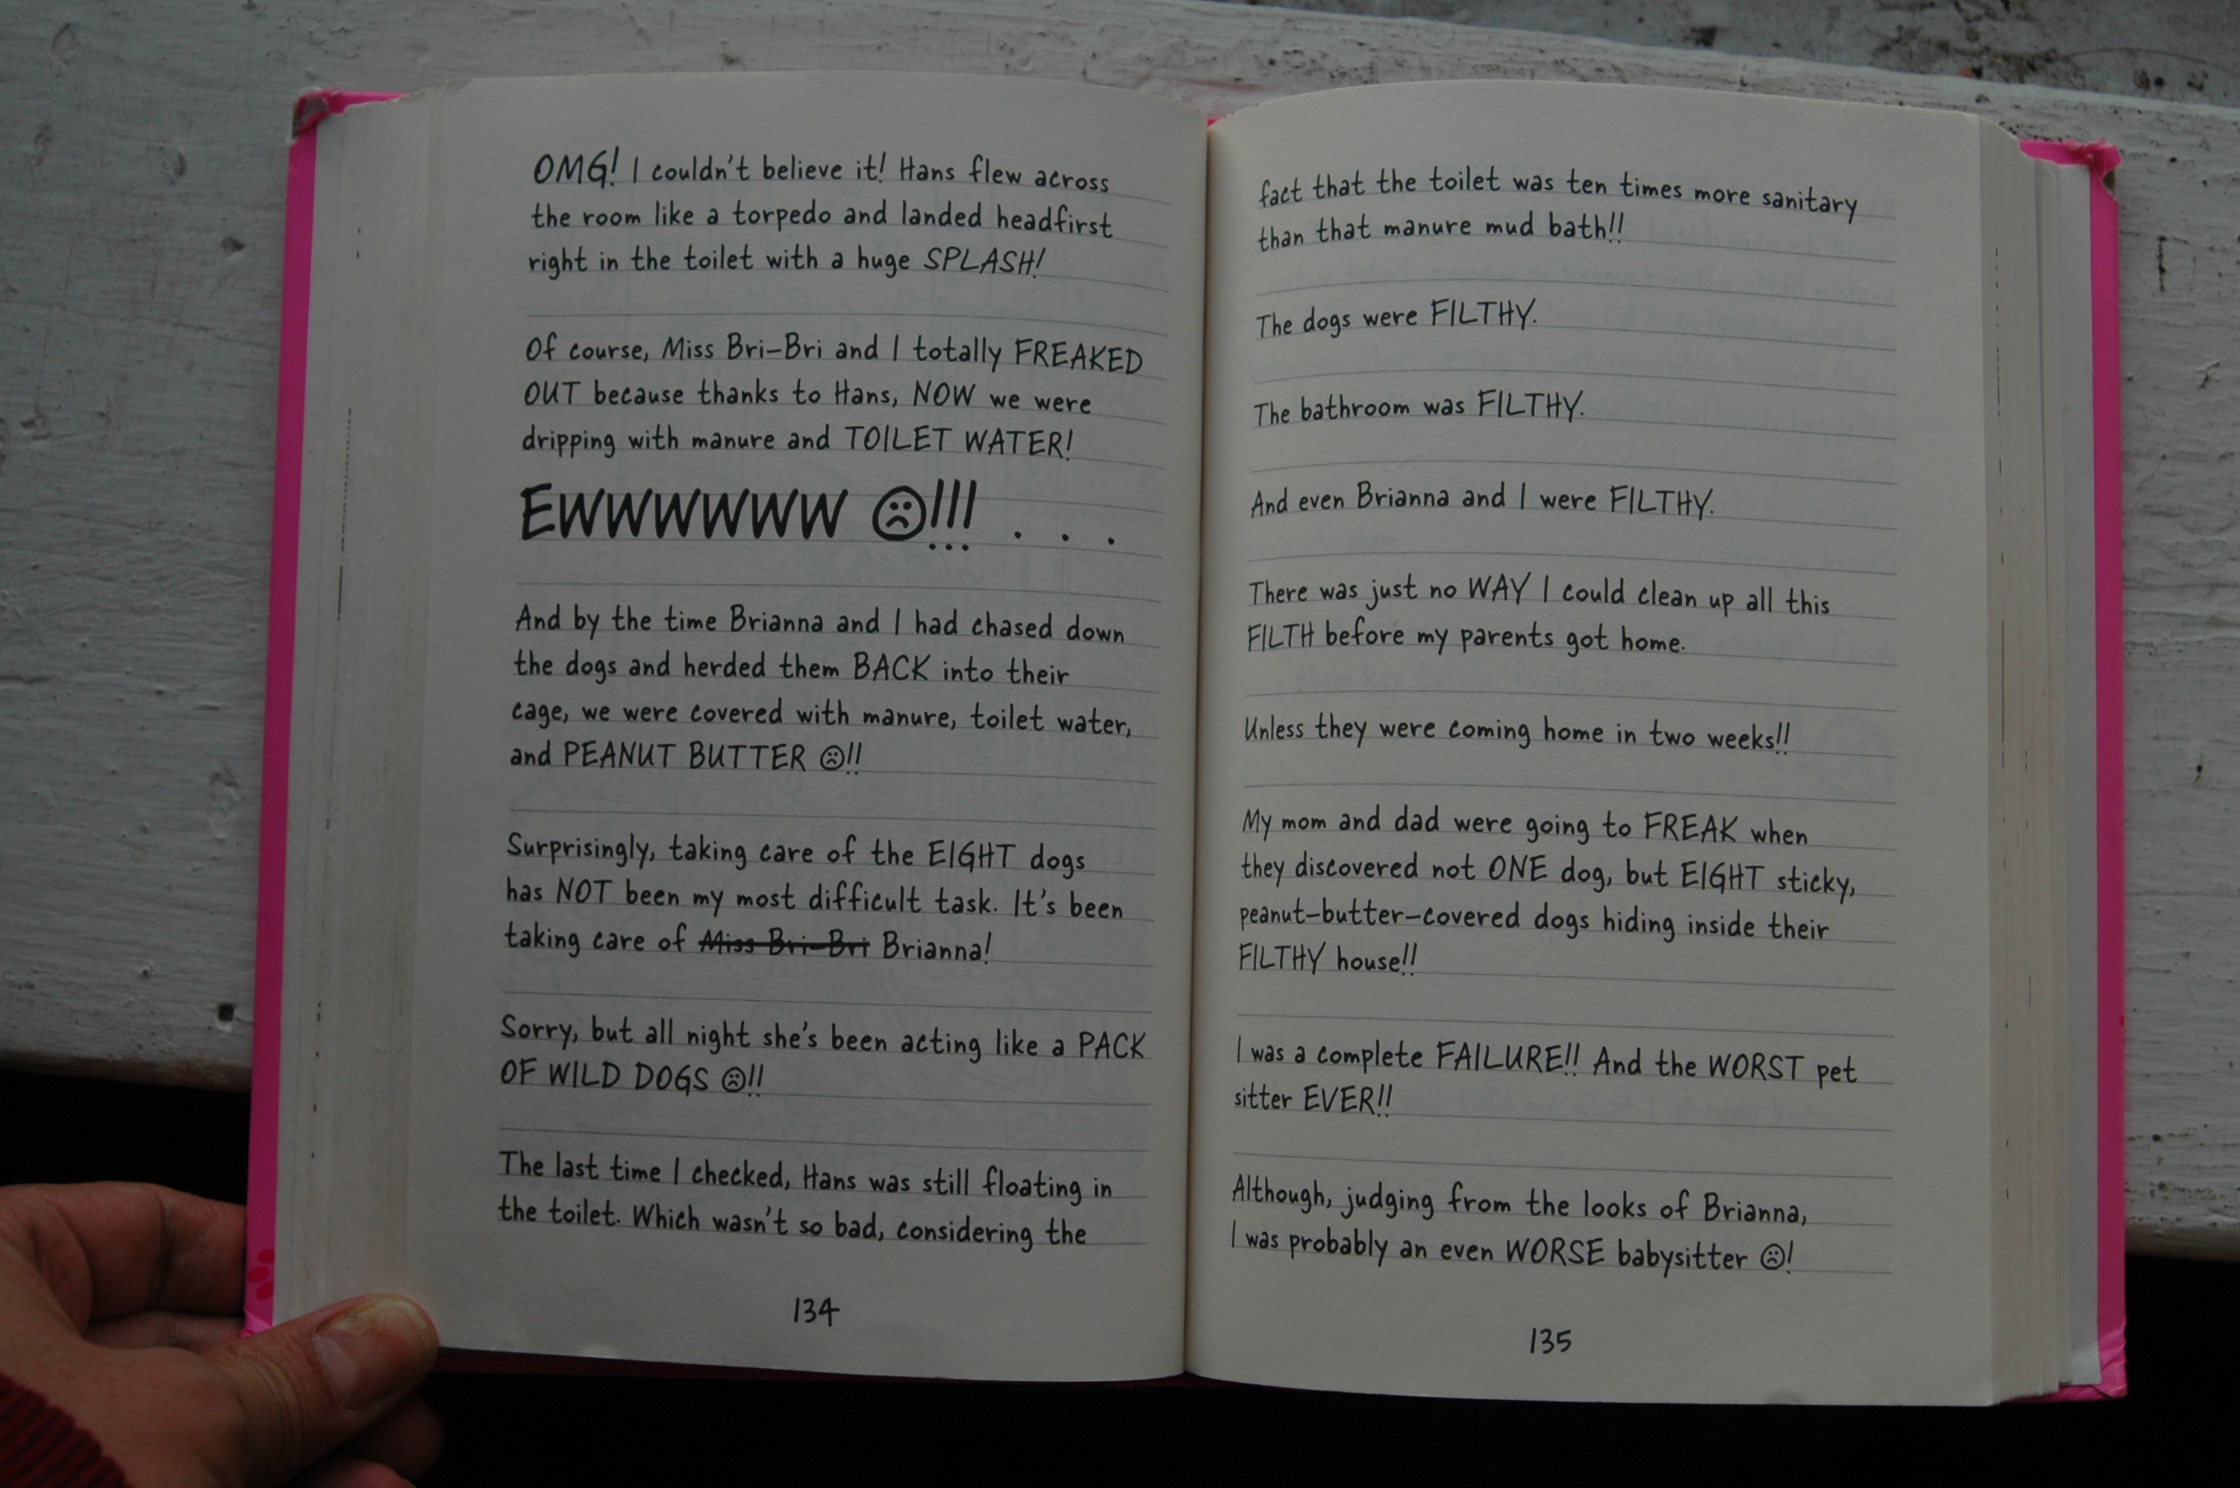 OMG! I couldn't believe it! Hans flew across
the room like a torpedo and landed headfirst
right in the toilet with a huge SPLASH!
Of course, Miss Bri-Bri and I totally FREAKED
OUT because thanks to Hans, NOW we were
dripping with manure and TOILET WATER!
EWWWWWW ☹!!! . . .
And by the time Brianna and I had chased down
the dogs and herded them BACK into their
cage, we were covered with manure, toilet water,
and PEANUT BUTTER ☹!!
Surprisingly, taking care of the EIGHT dogs
has NOT been my most difficult task. It's been
taking care of Miss Bri-Bri Brianna!
Sorry, but all night she's been acting like a PACK
OF WILD DOGS ☹!!
The last time I checked, Hans was still floating in
the toilet. Which wasn't so bad, considering the
134
fact that the toilet was ten times more sanitary
than that manure mud bath!!
The dogs were FILTHY.
The bathroom was FILTHY.
And even Brianna and I were FILTHY.
There was just no WAY I could clean up all this
FILTH before my parents got home.
Unless they were coming home in two weeks!!
My mom and dad were going to FREAK when
they discovered not ONE dog, but EIGHT sticky,
peanut-butter-covered dogs hiding inside their
FILTHY house!!
I was a complete FAILURE!! And the WORST pet
sitter EVER!!
Although, judging from the looks of Brianna,
I was probably an even WORSE babysitter ☹!
135